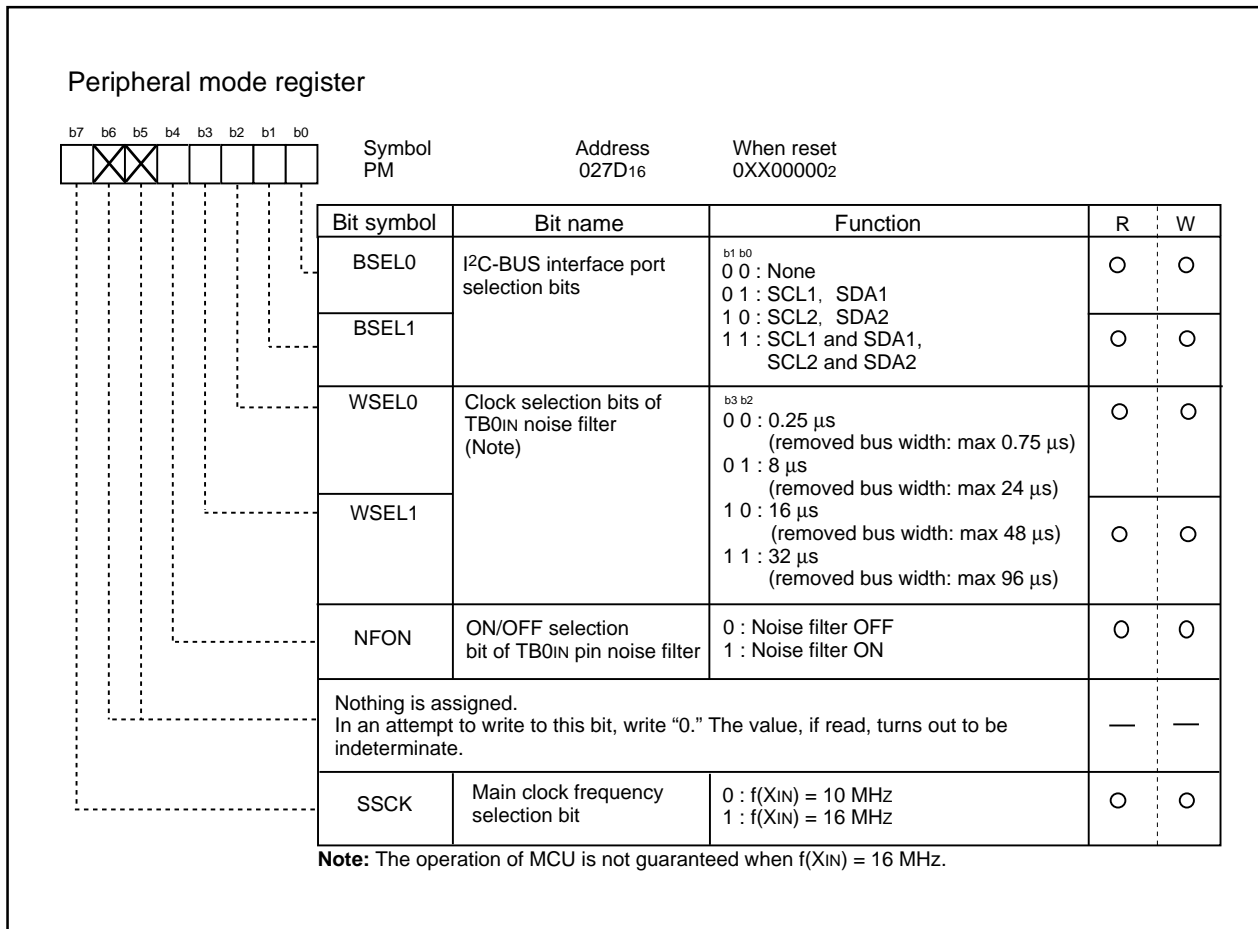 Peripheral mode register
b7 b6 b5 b4 b3 b2 b1 b0
Symbol Address When reset
PM 027D16 0XX000002
Bit symbol Bit name Function R W
BSEL0
I2C-BUS interface port
selection bits
b1 b0
0 0 : None
0 1 : SCL1, SDA1
1 0 : SCL2, SDA2
1 1 : SCL1 and SDA1,
SCL2 and SDA2
BSEL1
WSEL0
Clock selection bits of
TB0IN noise filter
(Note)
b3 b2
0 0 : 0.25 μs
(removed bus width: max 0.75 μs)
0 1 : 8 μs
(removed bus width: max 24 μs)
1 0 : 16 μs
(removed bus width: max 48 μs)
1 1 : 32 μs
(removed bus width: max 96 μs)
WSEL1
NFON
ON/OFF selection
bit of TB0IN pin noise filter
0 : Noise filter OFF
1 : Noise filter ON
Nothing is assigned.
In an attempt to write to this bit, write “0.” The value, if read, turns out to be
indeterminate.
SSCK
Main clock frequency
selection bit
0 : f(XIN) = 10 MHz
1 : f(XIN) = 16 MHz
Note: The operation of MCU is not guaranteed when f(XIN) = 16 MHz.